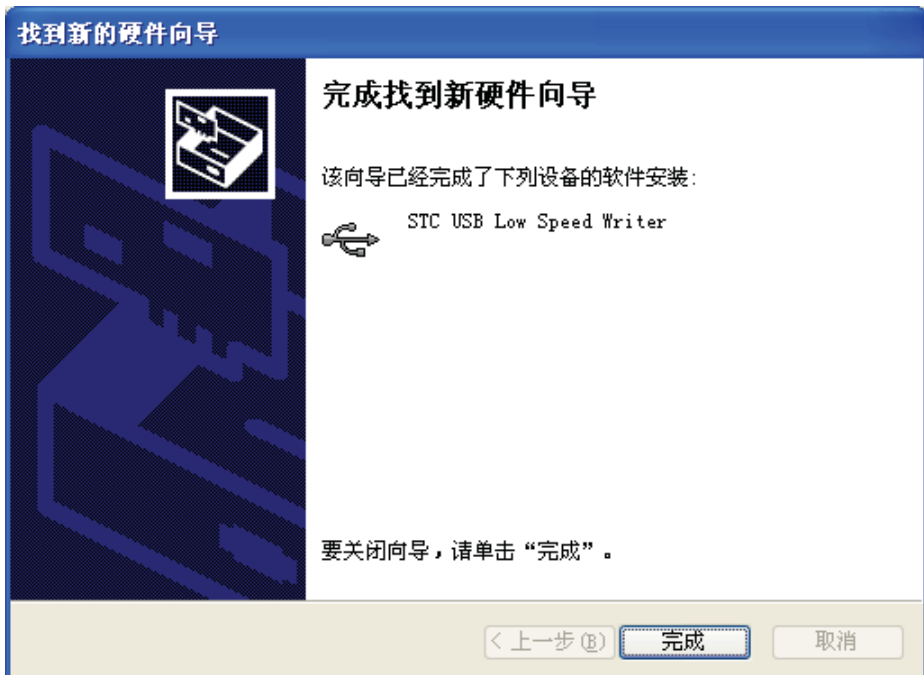 找到新的硬件向导
完成找到新硬件向导
该向导已经完成了下列设备的软件安装:
STC USB Low Speed Writer
要关闭向导，请单击“完成”。
< 上一步(B)
完成
取消